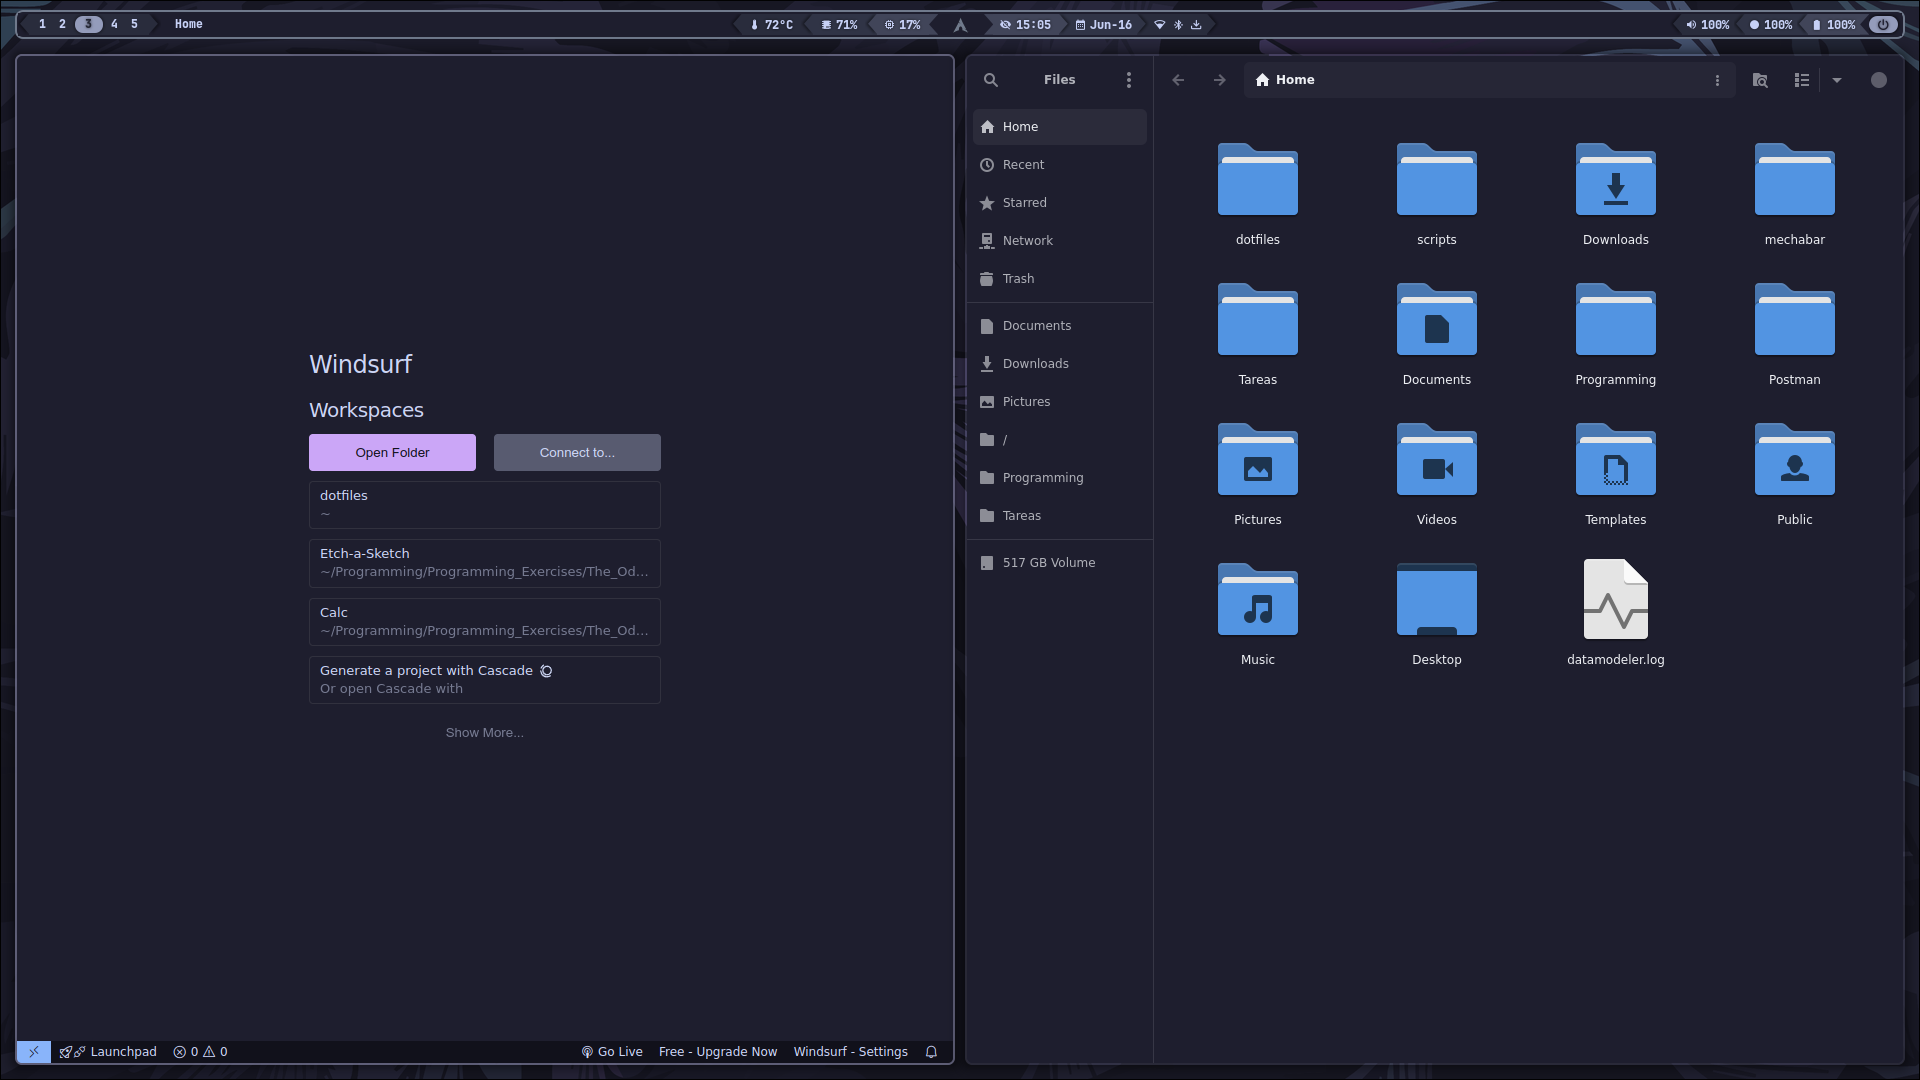 1 2 3 4 5 Home
72°C 71% 17% 15:05 Jun-16
100% 100% 100%
Windsurf
Workspaces
Open Folder Connect to...
dotfiles
~
Etch-a-Sketch
~/Programming/Programming_Exercises/The_Od...
Calc
~/Programming/Programming_Exercises/The_Od...
Generate a project with Cascade
Or open Cascade with
Show More...
Launchpad 0 0 Go Live Free - Upgrade Now Windsurf - Settings
Files
Home
Recent
Starred
Network
Trash
Documents
Downloads
Pictures
/
Programming
Tareas
517 GB Volume
Home
dotfiles scripts Downloads mechabar
Tareas Documents Programming Postman
Pictures Videos Templates Public
Music Desktop datamodeler.log